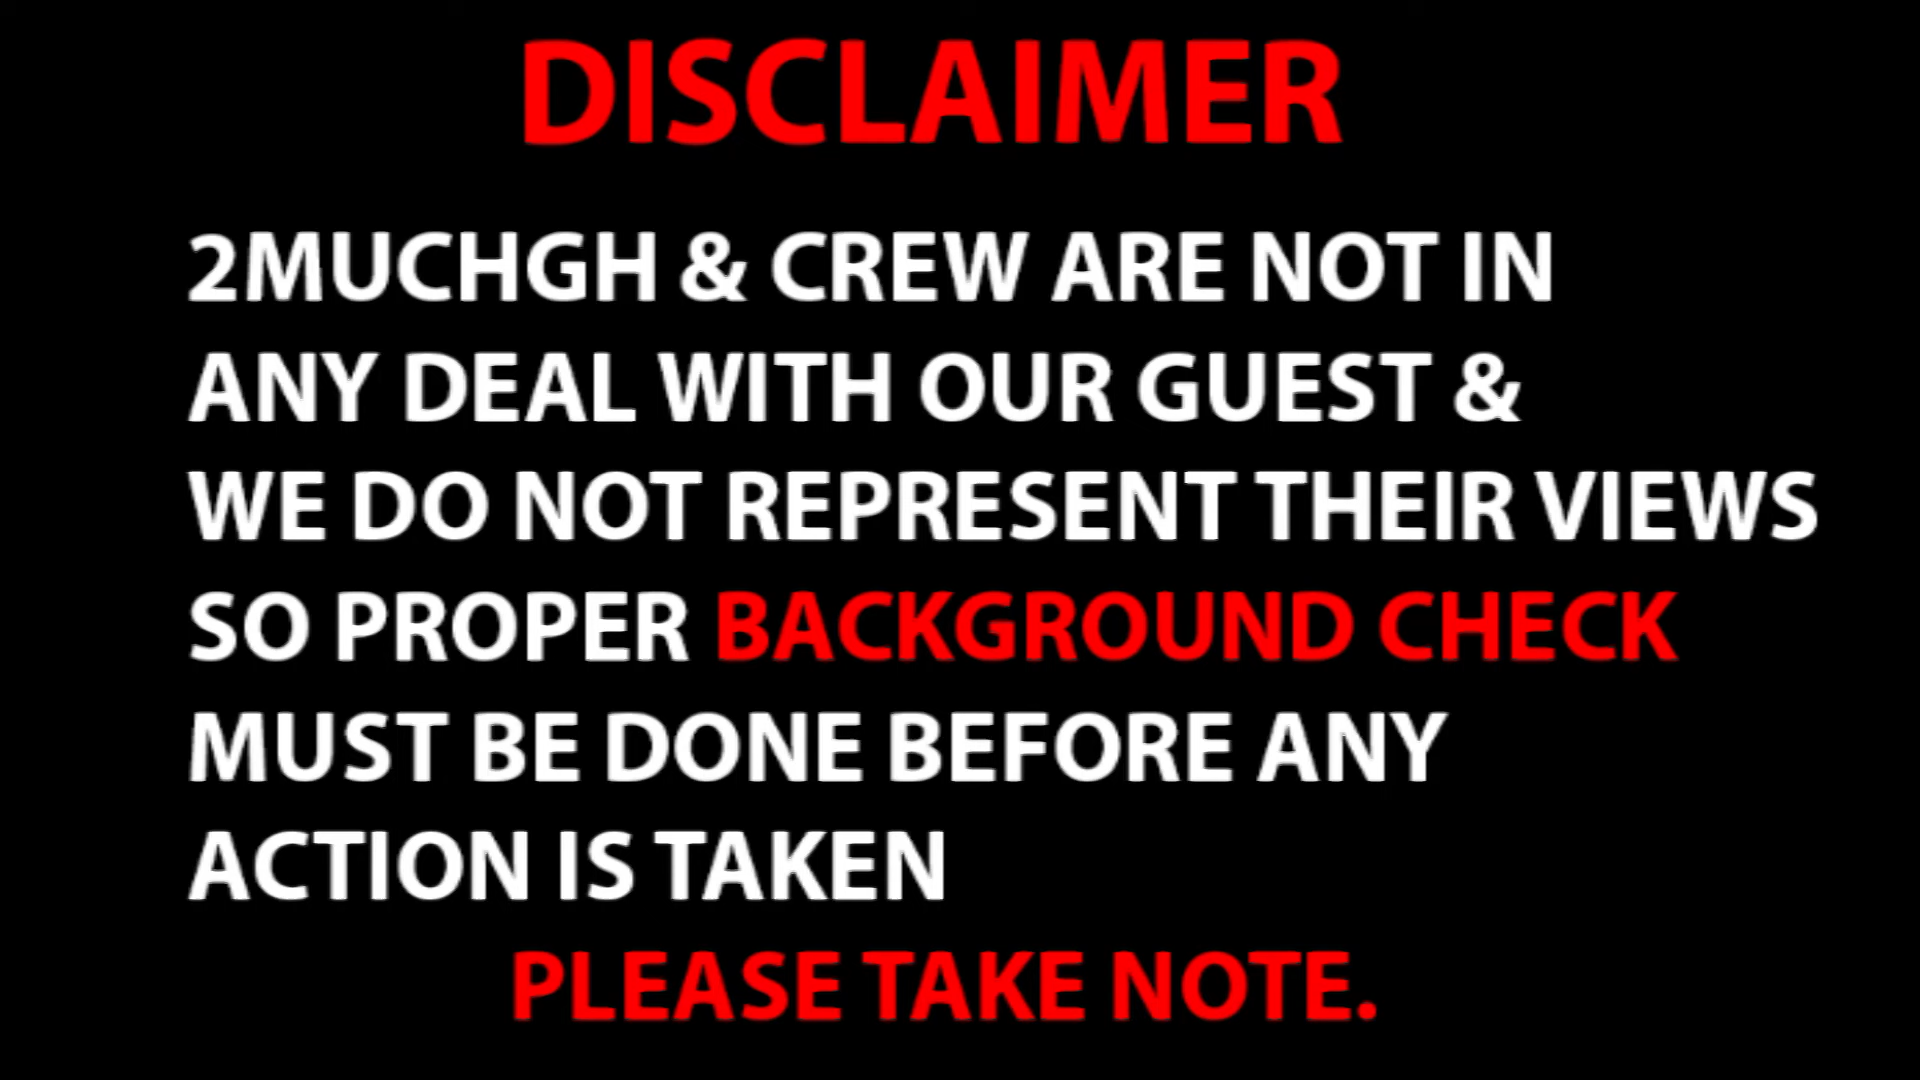 DISCLAIMER
2MUCHGH & CREW ARE NOT IN
ANY DEAL WITH OUR GUEST &
WE DO NOT REPRESENT THEIR VIEWS
SO PROPER BACKGROUND CHECK
MUST BE DONE BEFORE ANY
ACTION IS TAKEN
PLEASE TAKE NOTE.